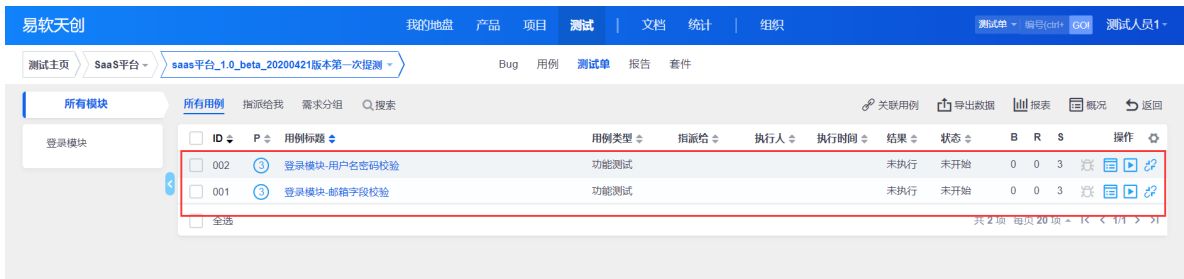 易软天创 我的地盘 产品 项目 测试 | 文档 统计 | 组织 测试单 编号(ctrl+ GO! 测试人员1
测试主页 SaaS平台 saas平台_1.0_beta_20200421版本第一次提测 Bug 用例 测试单 报告 套件
所有模块 所有用例 指派给我 需求分组 搜索 关联用例 导出数据 报表 概况 返回
登录模块
ID P 用例标题 用例类型 指派给 执行人 执行时间 结果 状态 B R S 操作
002 3 登录模块-用户名密码校验 功能测试 未执行 未开始 0 0 3
001 3 登录模块-邮箱字段校验 功能测试 未执行 未开始 0 0 3
全选 共 2 项 每页 20 项 1/1